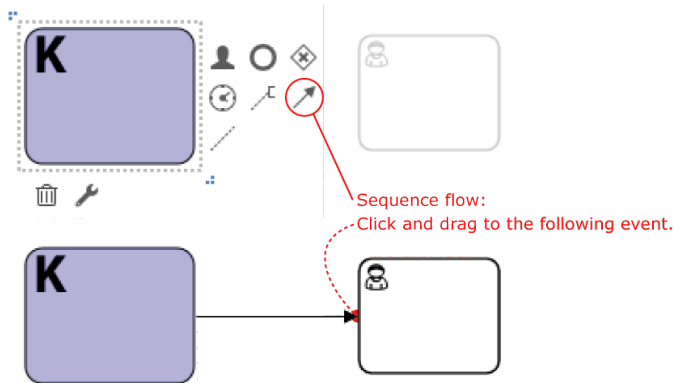 K
Sequence flow:
Click and drag to the following event.
K